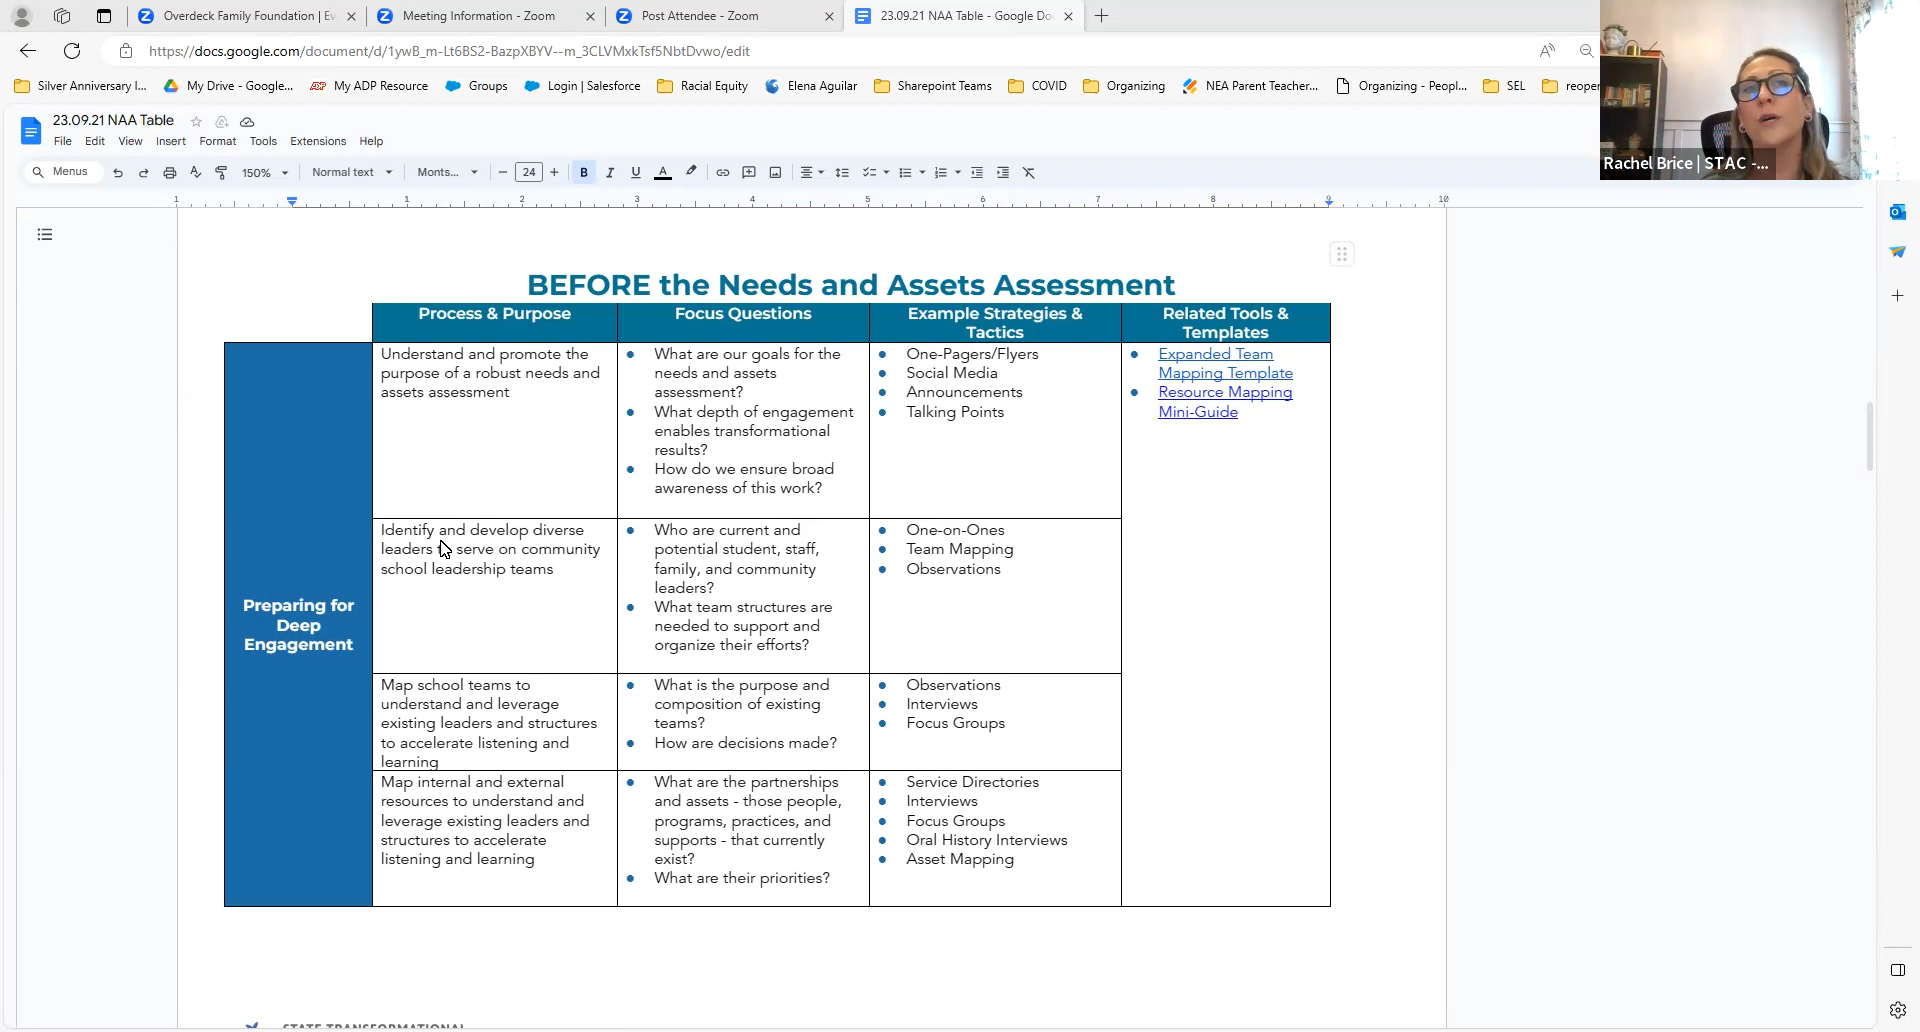 Overdeck Family Foundation | Ev
Meeting Information - Zoom
Post Attendee - Zoom
23.09.21 NAA Table - Google Do
https://docs.google.com/document/d/1ywB_m-Lt6BS2-BazpXBYV--m_3CLVMxkTsf5NbtDvwo/edit
Silver Anniversary I...
My Drive - Google...
My ADP Resource
Groups
Login | Salesforce
Racial Equity
Elena Aguilar
Sharepoint Teams
COVID
Organizing
NEA Parent Teacher...
Organizing - Peopl...
SEL
reoper
Rachel Brice | STAC -...
23.09.21 NAA Table
File Edit View Insert Format Tools Extensions Help
Menus
150%
Normal text
Monts...
24
B I U A
1 1 2 3 4 5 6 7 8 9 10
BEFORE the Needs and Assets Assessment
Process & Purpose
Focus Questions
Example Strategies &
Tactics
Related Tools &
Templates
Preparing for
Deep
Engagement
Understand and promote the
purpose of a robust needs and
assets assessment
● What are our goals for the
needs and assets
assessment?
● What depth of engagement
enables transformational
results?
● How do we ensure broad
awareness of this work?
● One-Pagers/Flyers
● Social Media
● Announcements
● Talking Points
● Expanded Team
Mapping Template
● Resource Mapping
Mini-Guide
Identify and develop diverse
leaders to serve on community
school leadership teams
● Who are current and
potential student, staff,
family, and community
leaders?
● What team structures are
needed to support and
organize their efforts?
● One-on-Ones
● Team Mapping
● Observations
Map school teams to
understand and leverage
existing leaders and structures
to accelerate listening and
learning
● What is the purpose and
composition of existing
teams?
● How are decisions made?
● Observations
● Interviews
● Focus Groups
Map internal and external
resources to understand and
leverage existing leaders and
structures to accelerate
listening and learning
● What are the partnerships
and assets - those people,
programs, practices, and
supports - that currently
exist?
● What are their priorities?
● Service Directories
● Interviews
● Focus Groups
● Oral History Interviews
● Asset Mapping
STATE TRANSFORMATIONAL